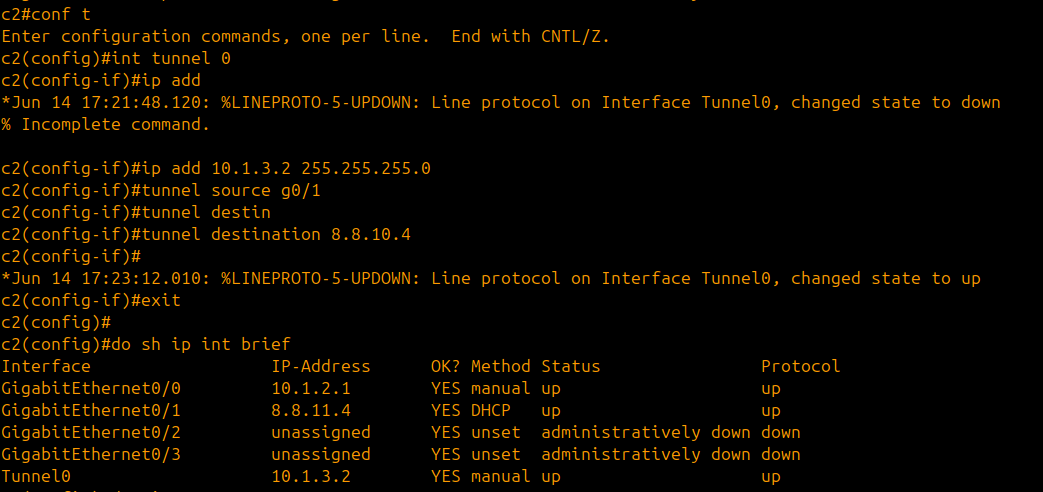 c2#conf t
Enter configuration commands, one per line.  End with CNTL/Z.
c2(config)#int tunnel 0
c2(config-if)#ip add
*Jun 14 17:21:48.120: %LINEPROTO-5-UPDOWN: Line protocol on Interface Tunnel0, changed state to down
% Incomplete command.
c2(config-if)#ip add 10.1.3.2 255.255.255.0
c2(config-if)#tunnel source g0/1
c2(config-if)#tunnel destin
c2(config-if)#tunnel destination 8.8.10.4
c2(config-if)#
*Jun 14 17:23:12.010: %LINEPROTO-5-UPDOWN: Line protocol on Interface Tunnel0, changed state to up
c2(config-if)#exit
c2(config)#
c2(config)#do sh ip int brief
Interface                  IP-Address      OK? Method Status                Protocol
GigabitEthernet0/0         10.1.2.1        YES manual up                    up
GigabitEthernet0/1         8.8.11.4        YES DHCP   up                    up
GigabitEthernet0/2         unassigned      YES unset  administratively down down
GigabitEthernet0/3         unassigned      YES unset  administratively down down
Tunnel0                    10.1.3.2        YES manual up                    up